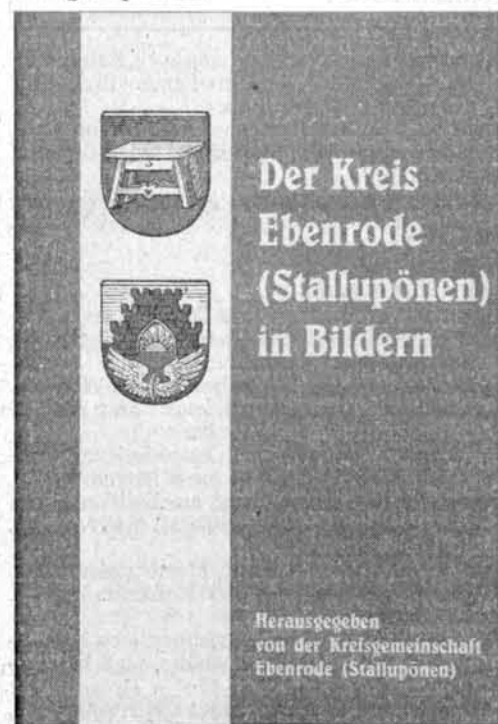 Der Kreis
Ebenrode
(Stallupönen)
in Bildern
Herausgegeben
von der Kreisgemeinschaft
Ebenrode (Stallupönen)